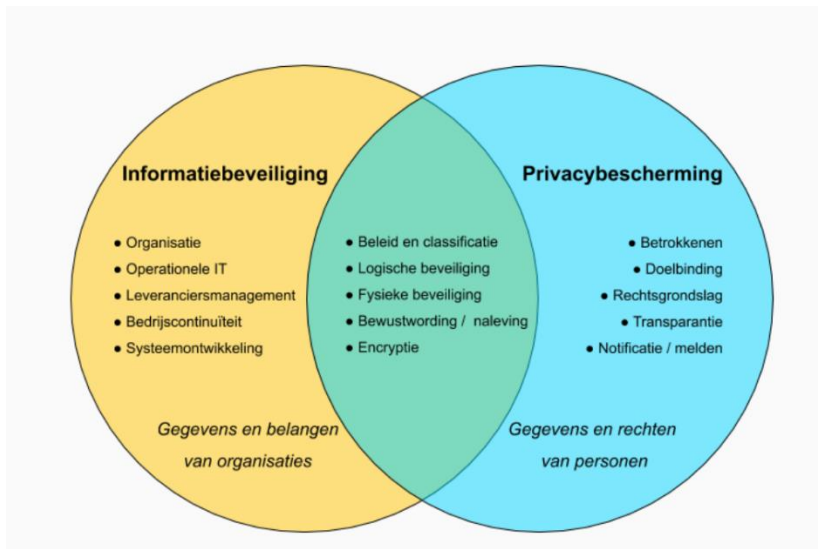 Informatiebeveiliging
● Organisatie
● Operationele IT
● Leveranciersmanagement
● Bedrijscontinuïteit
● Systeemontwikkeling
Gegevens en belangen
van organisaties
● Beleid en classificatie
● Logische beveiliging
● Fysieke beveiliging
● Bewustwording / naleving
● Encryptie
Privacybescherming
● Betrokkenen
● Doelbinding
● Rechtsgrondslag
● Transparantie
● Notificatie / melden
Gegevens en rechten
van personen